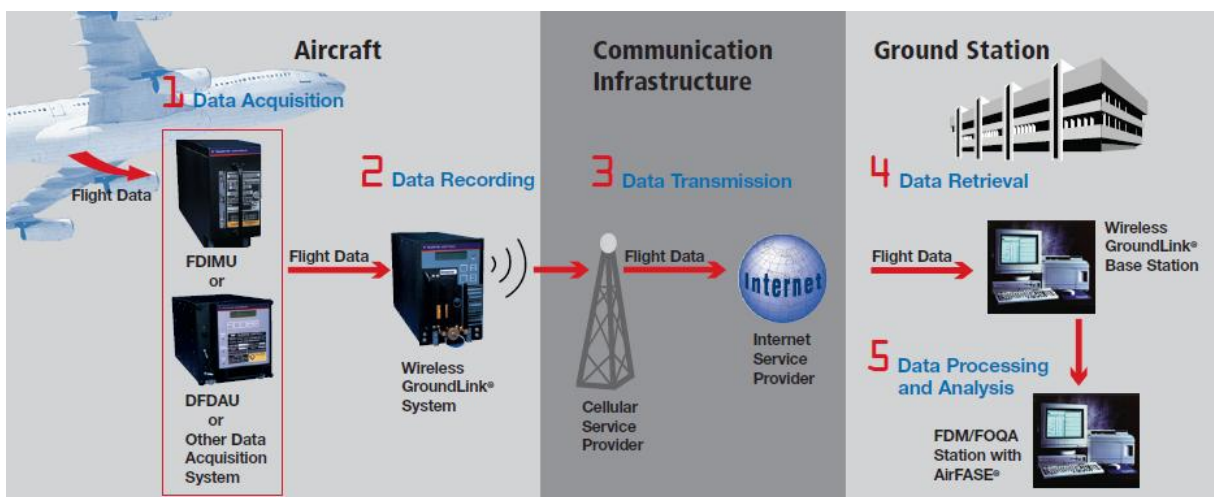 Aircraft
Communication
Infrastructure
Ground Station
1 Data Acquisition
Flight Data
FDIMU
or
DFDAU
or
Other Data
Acquisition
System
2 Data Recording
Flight Data
Wireless
GroundLink®
System
3 Data Transmission
Flight Data
Cellular
Service
Provider
Internet
Internet
Service
Provider
4 Data Retrieval
Flight Data
Wireless
GroundLink®
Base Station
5 Data Processing
and Analysis
FDM/FOQA
Station with
AirFASE®